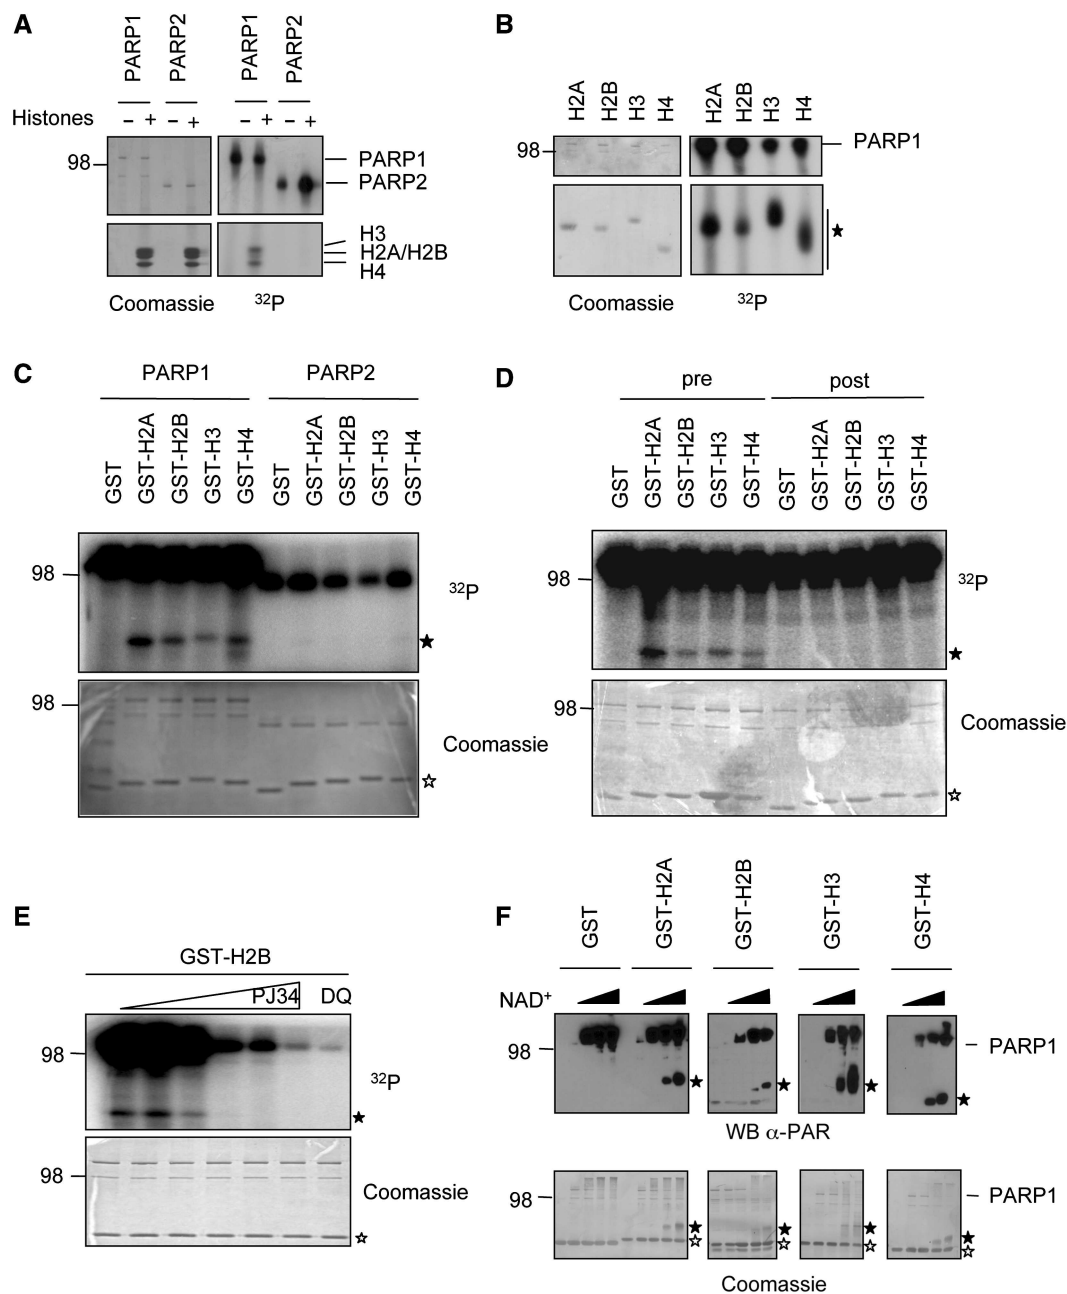 A
PARP1
PARP2
PARP1
PARP2
Histones
– + – + – + – +
98
PARP1
PARP2
H3
H2A/H2B
H4
Coomassie
32P
B
H2A
H2B
H3
H4
H2A
H2B
H3
H4
98
PARP1
★
Coomassie
32P
C
PARP1
PARP2
GST
GST-H2A
GST-H2B
GST-H3
GST-H4
GST
GST-H2A
GST-H2B
GST-H3
GST-H4
98
32P
★
98
Coomassie
☆
D
pre
post
GST
GST-H2A
GST-H2B
GST-H3
GST-H4
GST
GST-H2A
GST-H2B
GST-H3
GST-H4
98
32P
★
98
Coomassie
☆
E
GST-H2B
PJ34 DQ
98
32P
★
98
Coomassie
☆
F
GST
GST-H2A
GST-H2B
GST-H3
GST-H4
NAD+
98
PARP1
★ ★ ★ ★
WB α-PAR
98
PARP1
★ ★ ★ ★
☆ ☆ ☆ ☆
Coomassie